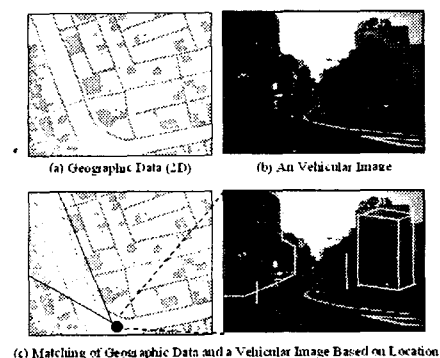 (a) Geographic Data (2D)
(b) An Vehicular Image
(c) Matching of Geographic Data and a Vehicular Image Based on Location